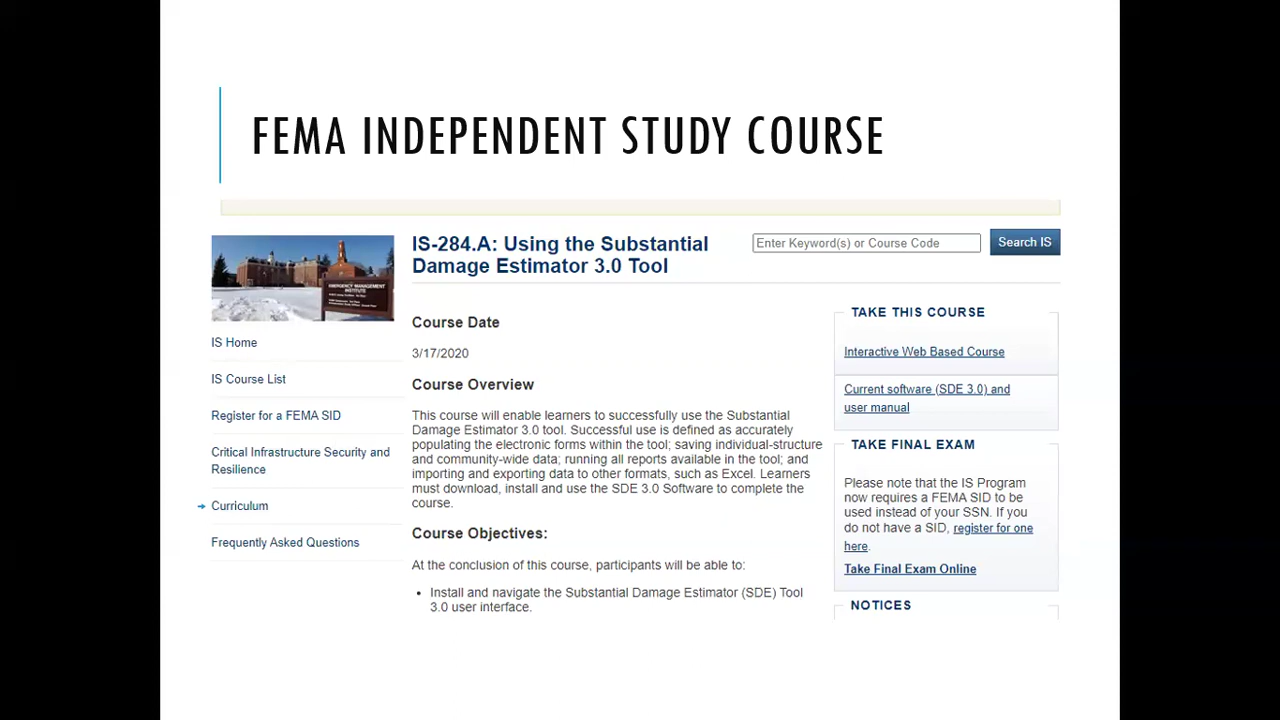 FEMA INDEPENDENT STUDY COURSE
EMERGENCY MANAGEMENT
INSTITUTE
IS Home
IS Course List
Register for a FEMA SID
Critical Infrastructure Security and
Resilience
Curriculum
Frequently Asked Questions
IS-284.A: Using the Substantial
Damage Estimator 3.0 Tool
Enter Keyword(s) or Course Code
Search IS
Course Date
3/17/2020
Course Overview
This course will enable learners to successfully use the Substantial
Damage Estimator 3.0 tool. Successful use is defined as accurately
populating the electronic forms within the tool; saving individual-structure
and community-wide data; running all reports available in the tool; and
importing and exporting data to other formats, such as Excel. Learners
must download, install and use the SDE 3.0 Software to complete the
course.
Course Objectives:
At the conclusion of this course, participants will be able to:
• Install and navigate the Substantial Damage Estimator (SDE) Tool
3.0 user interface.
TAKE THIS COURSE
Interactive Web Based Course
Current software (SDE 3.0) and
user manual
TAKE FINAL EXAM
Please note that the IS Program
now requires a FEMA SID to be
used instead of your SSN. If you
do not have a SID, register for one
here.
Take Final Exam Online
NOTICES